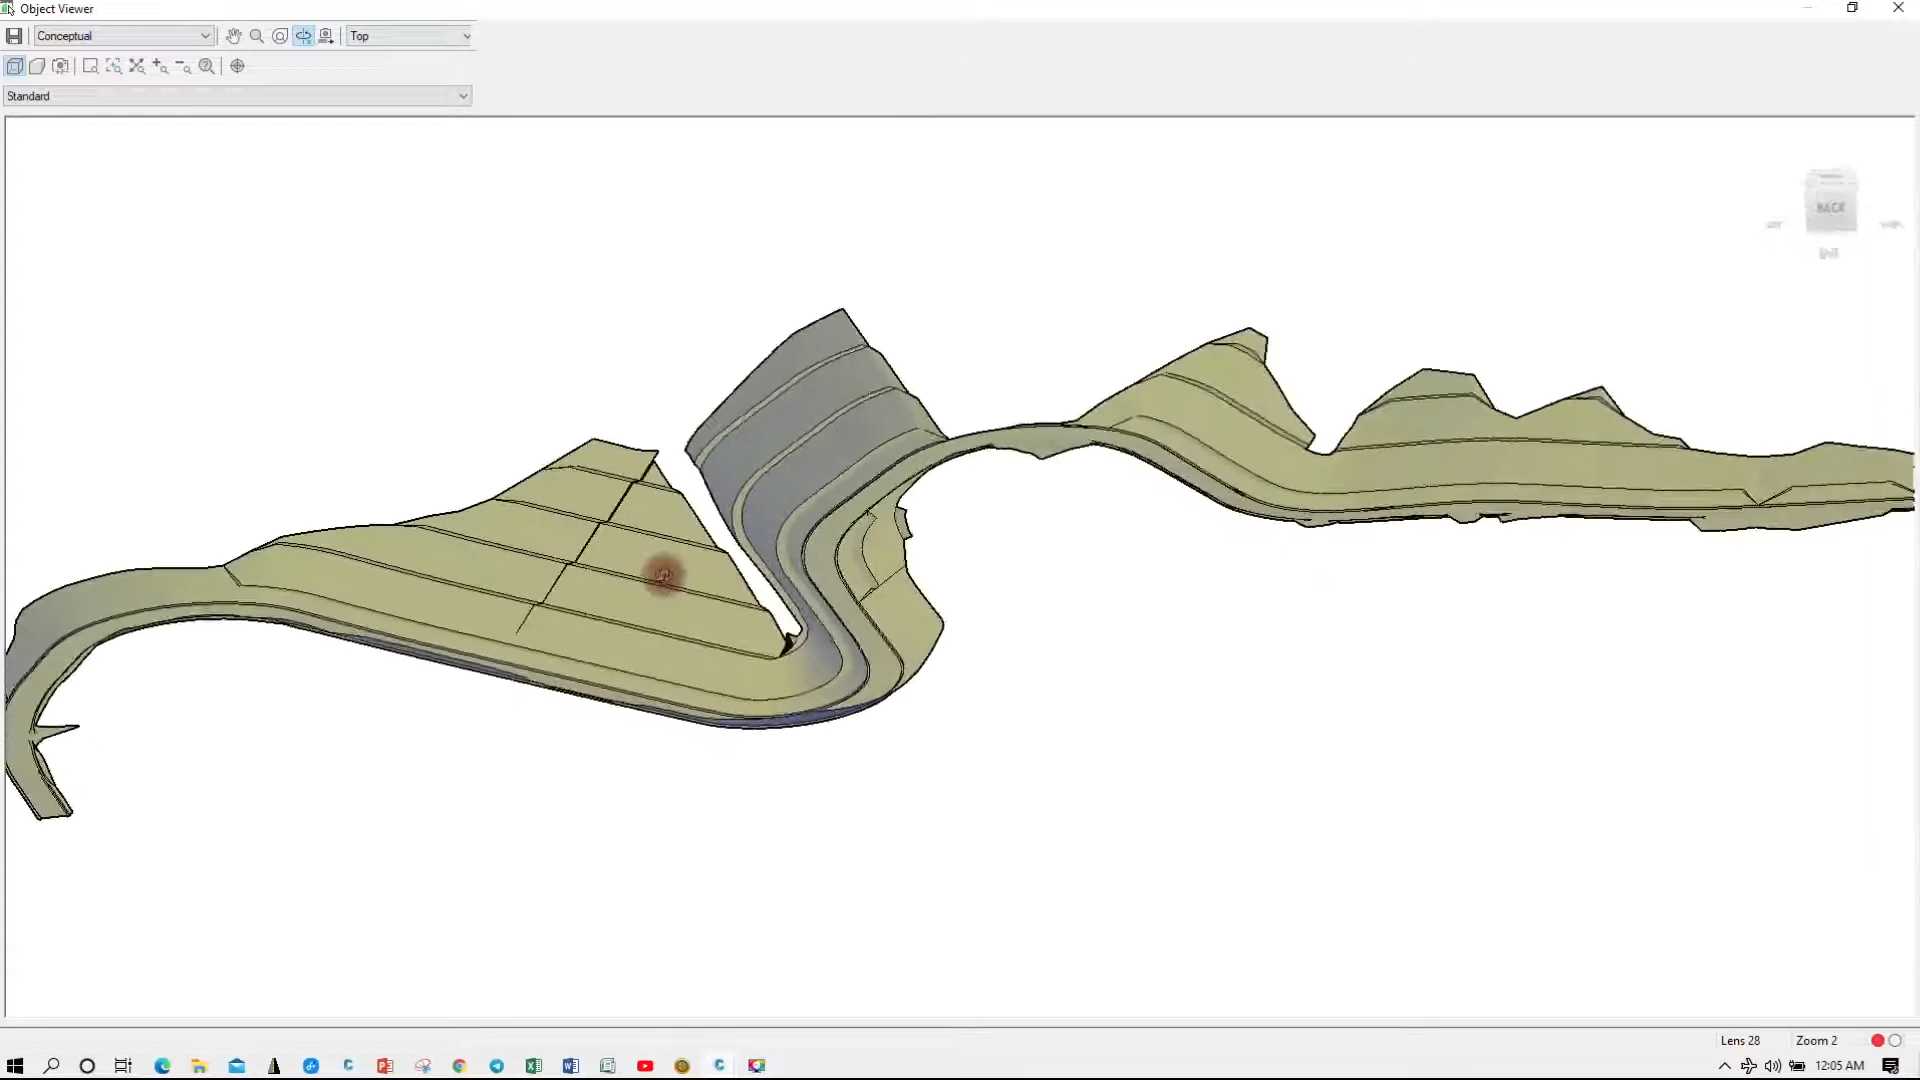 Object Viewer
Conceptual
Top
Standard
BACK
Lens 28
Zoom 2
12:05 AM